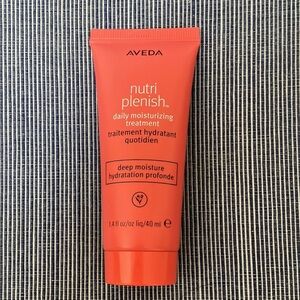 AVEDA
nutri
plenish™
daily moisturizing
treatment
traitement hydratant
quotidien
deep moisture
hydratation profonde
1.4 fl/oz/oz liq/40 ml ℮